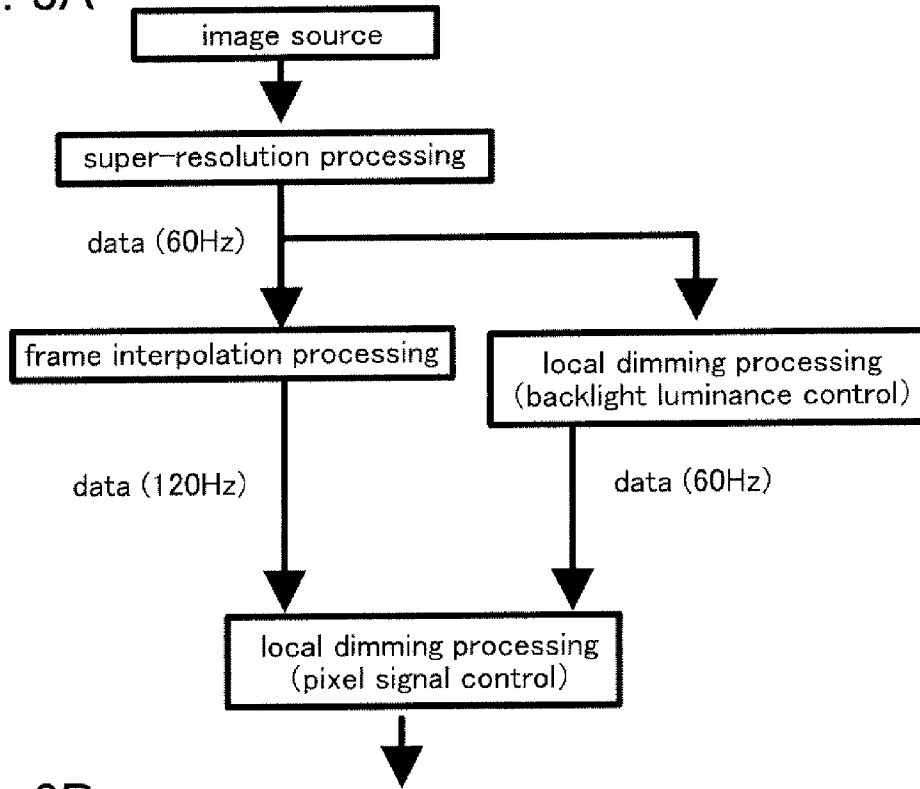 image source
super-resolution processing
data (60Hz)
frame interpolation processing
local dimming processing
(backlight luminance control)
data (120Hz)
data (60Hz)
local dimming processing
(pixel signal control)